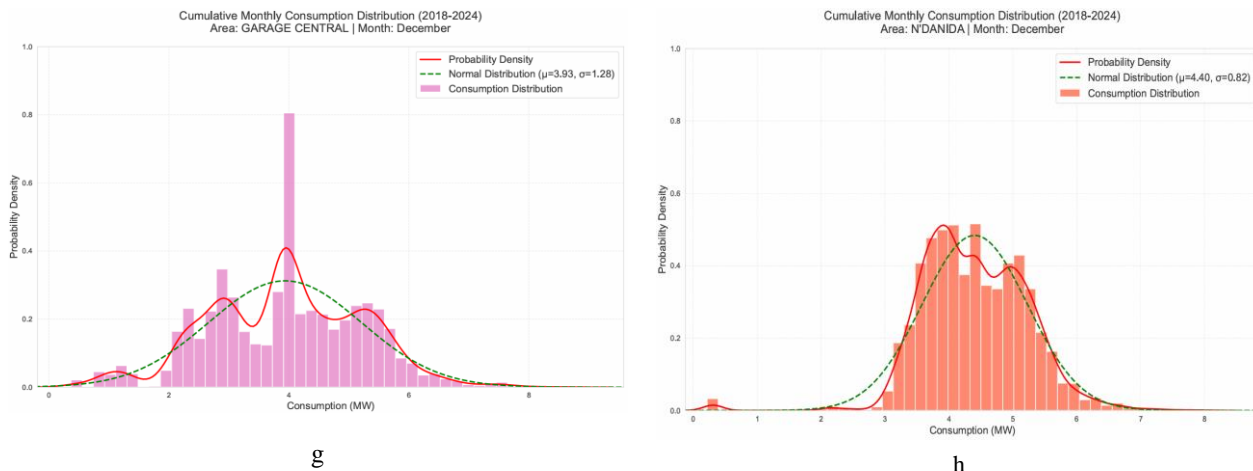 Cumulative Monthly Consumption Distribution (2018-2024)
Area: GARAGE CENTRAL | Month: December
1.0
0.8
0.6
0.4
0.2
0.0
Probability Density
Probability Density
Normal Distribution (μ=3.93, σ=1.28)
Consumption Distribution
0 2 4 6 8
Consumption (MW)
g
Cumulative Monthly Consumption Distribution (2018-2024)
Area: N'DANIDA | Month: December
1.0
0.8
0.6
0.4
0.2
0.0
Probability Density
Probability Density
Normal Distribution (μ=4.40, σ=0.82)
Consumption Distribution
0 1 2 3 4 5 6 7 8
Consumption (MW)
h